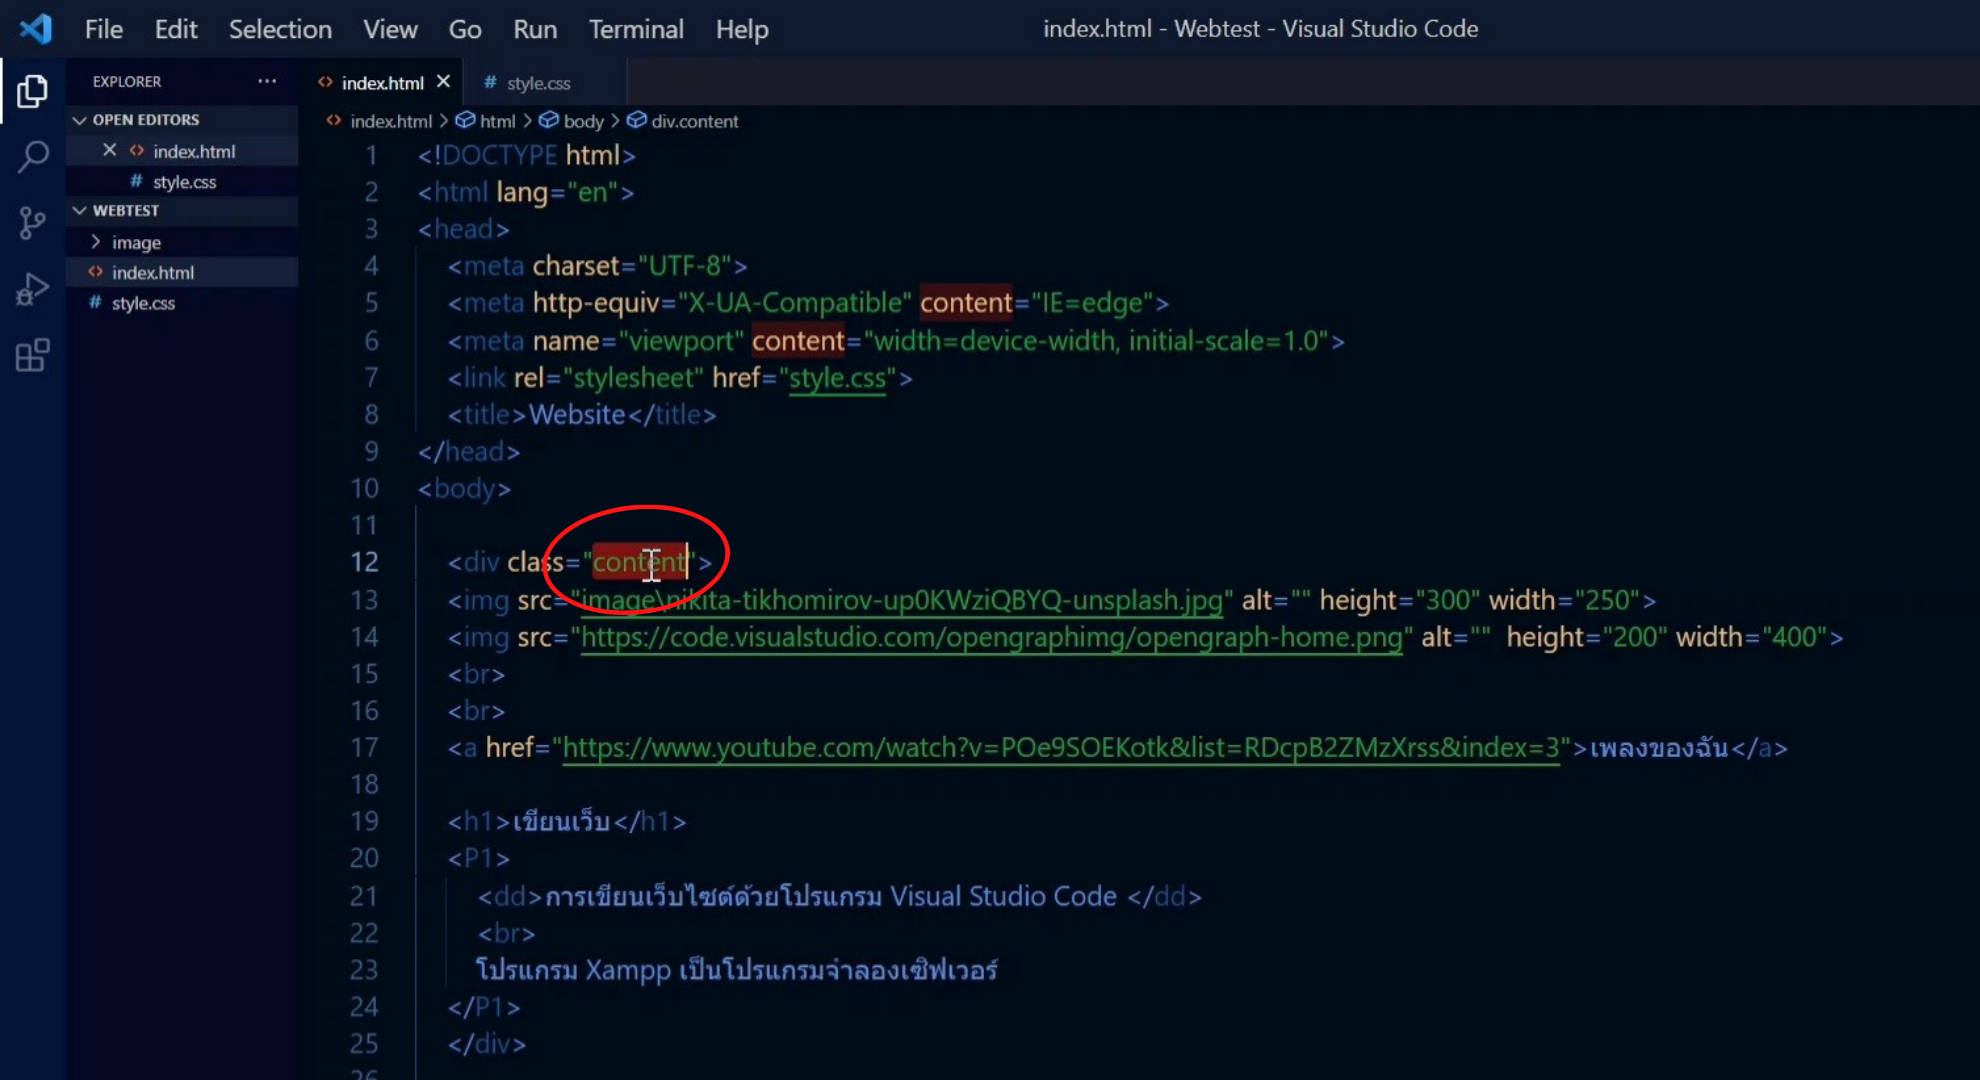 File Edit Selection View Go Run Terminal Help index.html - Webtest - Visual Studio Code
EXPLORER ···
index.html
# style.css
OPEN EDITORS
index.html > html > body > div.content
index.html
# style.css
WEBTEST
image
index.html
# style.css
1 <!DOCTYPE html>
2 <html lang="en">
3 <head>
4 <meta charset="UTF-8">
5 <meta http-equiv="X-UA-Compatible" content="IE=edge">
6 <meta name="viewport" content="width=device-width, initial-scale=1.0">
7 <link rel="stylesheet" href="style.css">
8 <title>Website</title>
9 </head>
10 <body>
11
12 <div class="content">
13 <img src="image\nikita-tikhomirov-up0KWziQBYQ-unsplash.jpg" alt="" height="300" width="250">
14 <img src="https://code.visualstudio.com/opengraphimg/opengraph-home.png" alt="" height="200" width="400">
15 <br>
16 <br>
17 <a href="https://www.youtube.com/watch?v=POe9SOEKotk&list=RDcpB2ZMzXrss&index=3">เพลงของฉัน</a>
18
19 <h1>เขียนเว็บ</h1>
20 <P1>
21 <dd>การเขียนเว็บไซต์ด้วยโปรแกรม Visual Studio Code </dd>
22 <br>
23 โปรแกรม Xampp เป็นโปรแกรมจำลองเซิฟเวอร์
24 </P1>
25 </div>
26